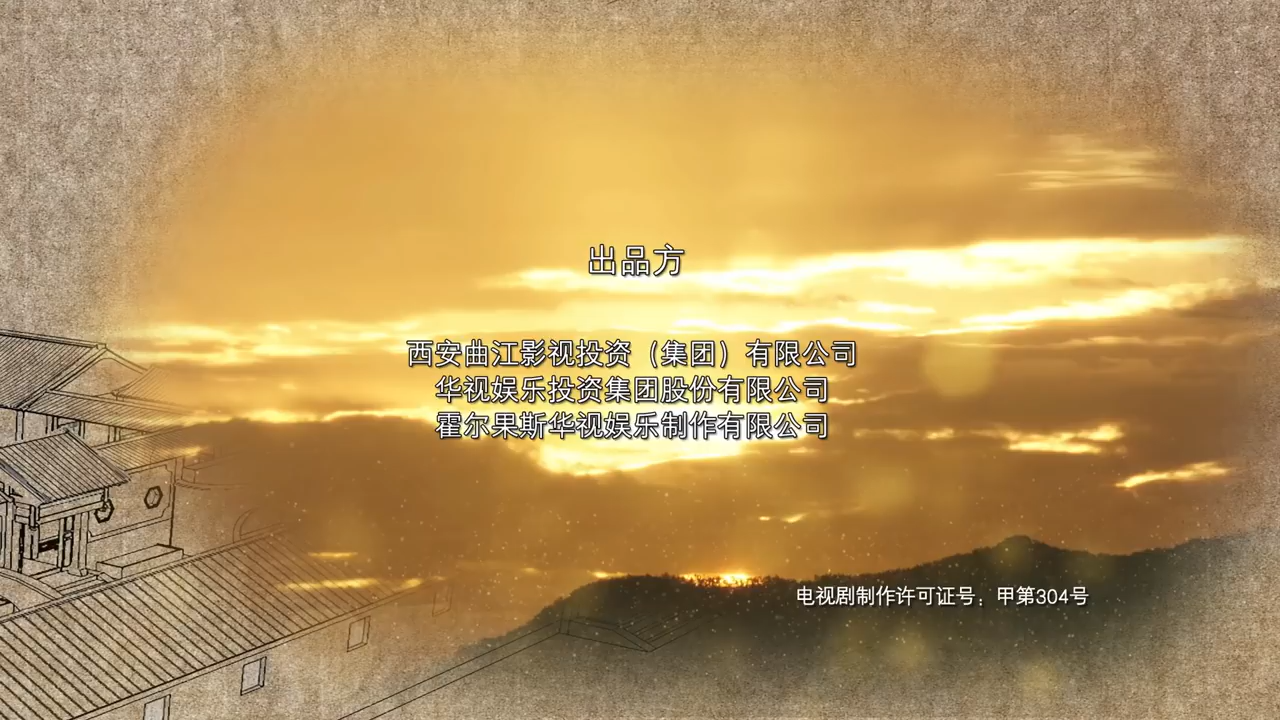 出品方
西安曲江影视投资（集团）有限公司
华视娱乐投资集团股份有限公司
霍尔果斯华视娱乐制作有限公司
电视剧制作许可证号：甲第304号